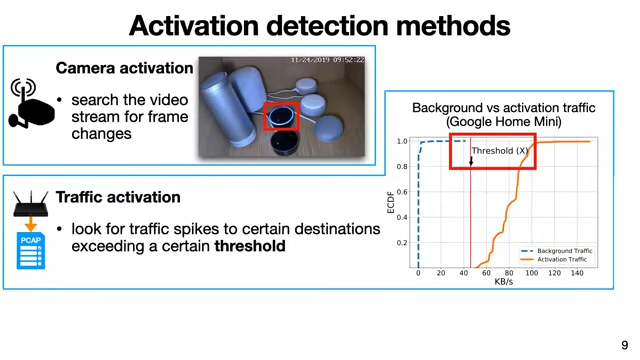 Activation detection methods
Camera activation
• search the video
stream for frame
changes
11/24/2019 09:52:22
Traffic activation
• look for traffic spikes to certain destinations
exceeding a certain threshold
PCAP
Background vs activation traffic
(Google Home Mini)
Threshold (X)
ECDF
1.0
0.8
0.6
0.4
0.2
0 20 40 60 80 100 120 140
KB/s
Background Traffic
Activation Traffic
9